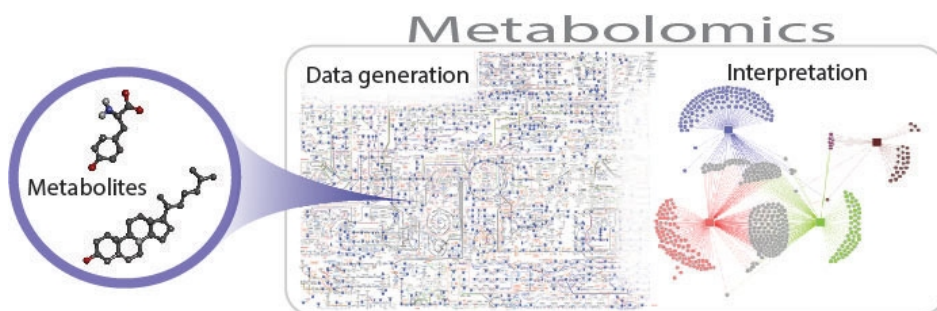 Metabolomics
Data generation
Interpretation
Metabolites